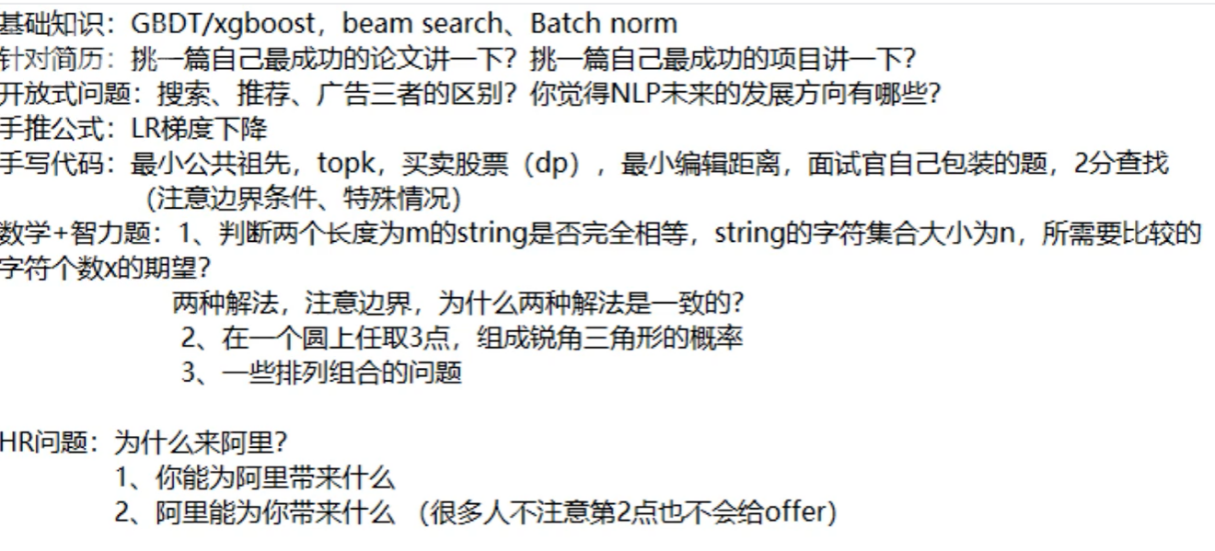 基础知识：GBDT/xgboost，beam search、Batch norm
针对简历：挑一篇自己最成功的论文讲一下？挑一篇自己最成功的项目讲一下？
开放式问题：搜索、推荐、广告三者的区别？你觉得NLP未来的发展方向有哪些？
手推公式：LR梯度下降
手写代码：最小公共祖先，topk，买卖股票（dp），最小编辑距离，面试官自己包装的题，2分查找
（注意边界条件、特殊情况）
数学+智力题：1、判断两个长度为m的string是否完全相等，string的字符集合大小为n，所需要比较的
字符个数x的期望？
两种解法，注意边界，为什么两种解法是一致的？
2、在一个圆上任取3点，组成锐角三角形的概率
3、一些排列组合的问题
HR问题：为什么来阿里？
1、你能为阿里带来什么
2、阿里能为你带来什么 （很多人不注意第2点也不会给offer）